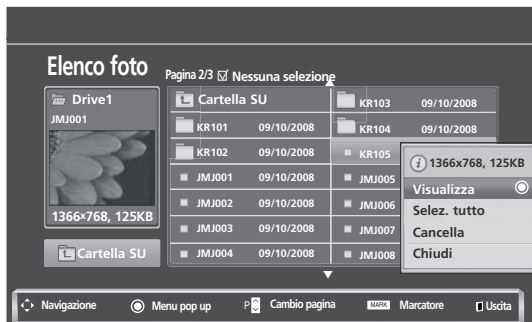 Elenco foto
Pagina 2/3 ☑ Nessuna selezione
Drive1
JMJ001
1366x768, 125KB
Cartella SU
Cartella SU
KR101 09/10/2008
KR102 09/10/2008
JMJ001 09/10/2008
JMJ002 09/10/2008
JMJ003 09/10/2008
JMJ004 09/10/2008
KR103 09/10/2008
KR104 09/10/2008
KR105
JMJ005
JMJ006
JMJ007
JMJ008
1366x768, 125KB
Visualizza
Selez. tutto
Cancella
Chiudi
Navigazione Menu pop up P Cambio pagina MARK Marcatore Uscita